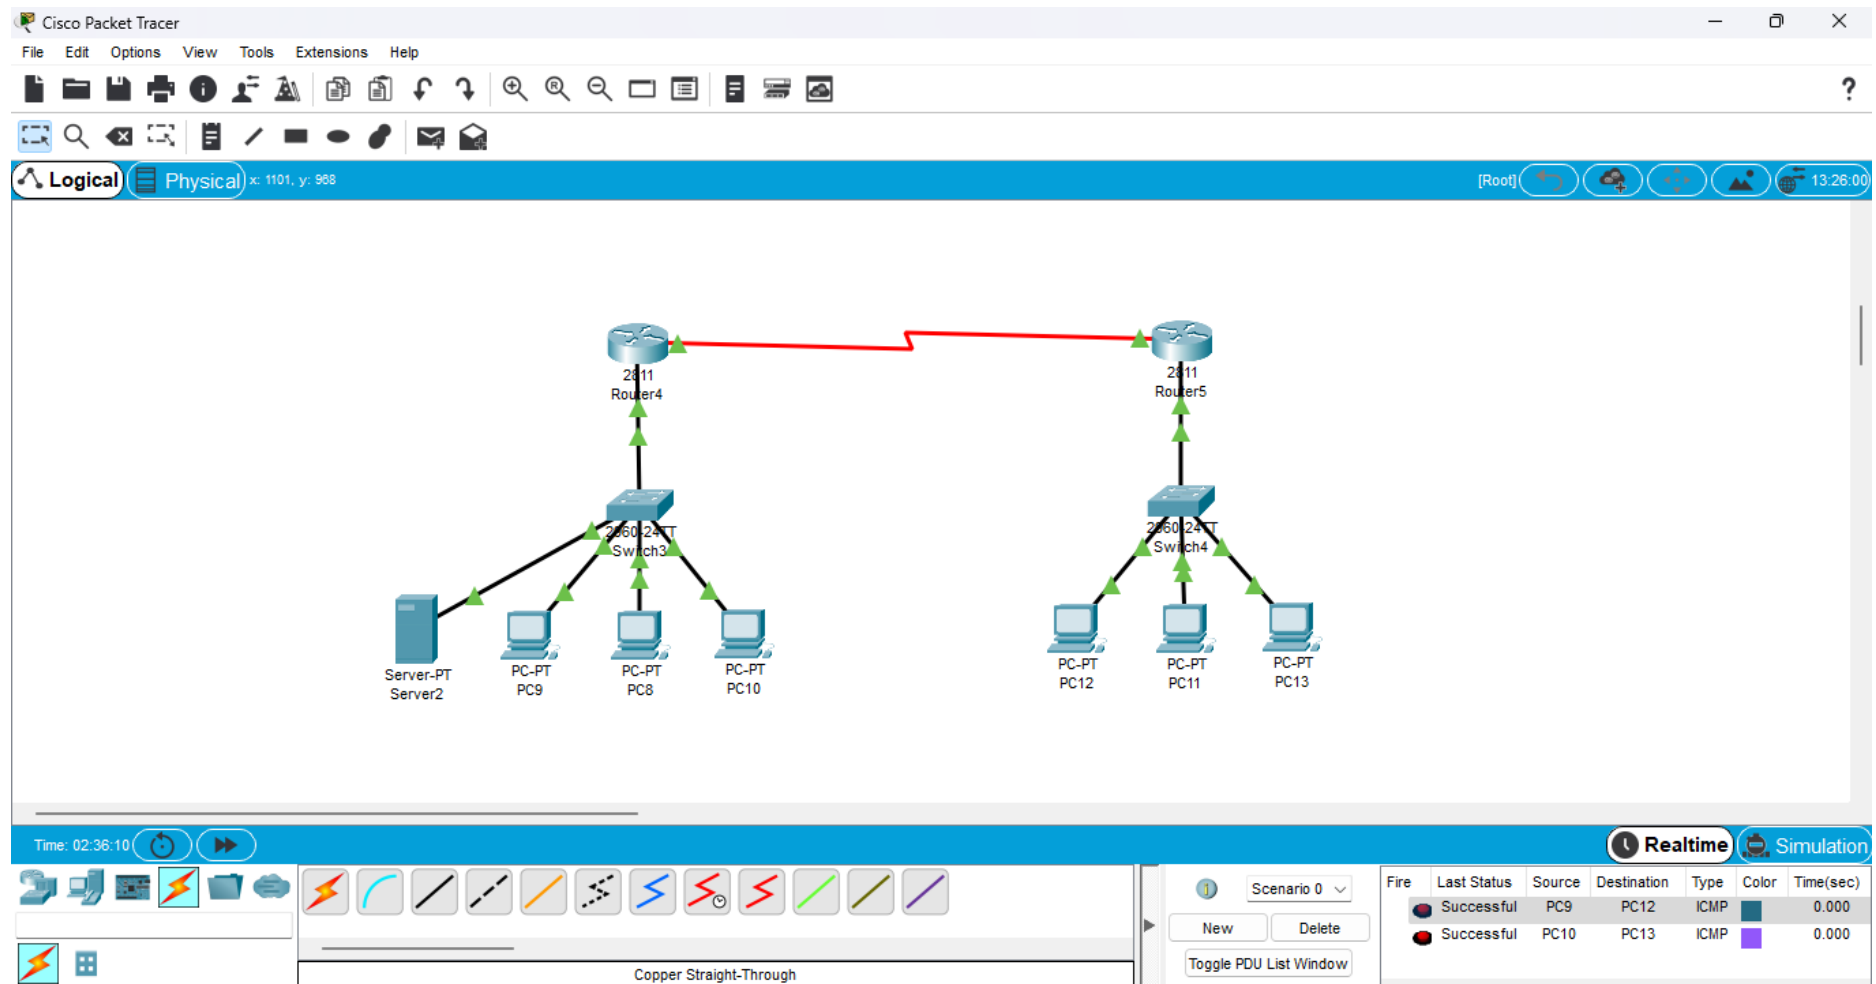 Cisco Packet Tracer
File Edit Options View Tools Extensions Help
Logical Physical x: 1101, y: 968 [Root] 13:26:00
2811
Router4
2811
Router5
2960-24TT
Switch3
2960-24TT
Switch4
Server-PT
Server2
PC-PT
PC9
PC-PT
PC8
PC-PT
PC10
PC-PT
PC12
PC-PT
PC11
PC-PT
PC13
Time: 02:36:10 Realtime Simulation
Scenario 0
New Delete
Toggle PDU List Window
Fire Last Status Source Destination Type Color Time(sec)
Successful PC9 PC12 ICMP 0.000
Successful PC10 PC13 ICMP 0.000
Copper Straight-Through